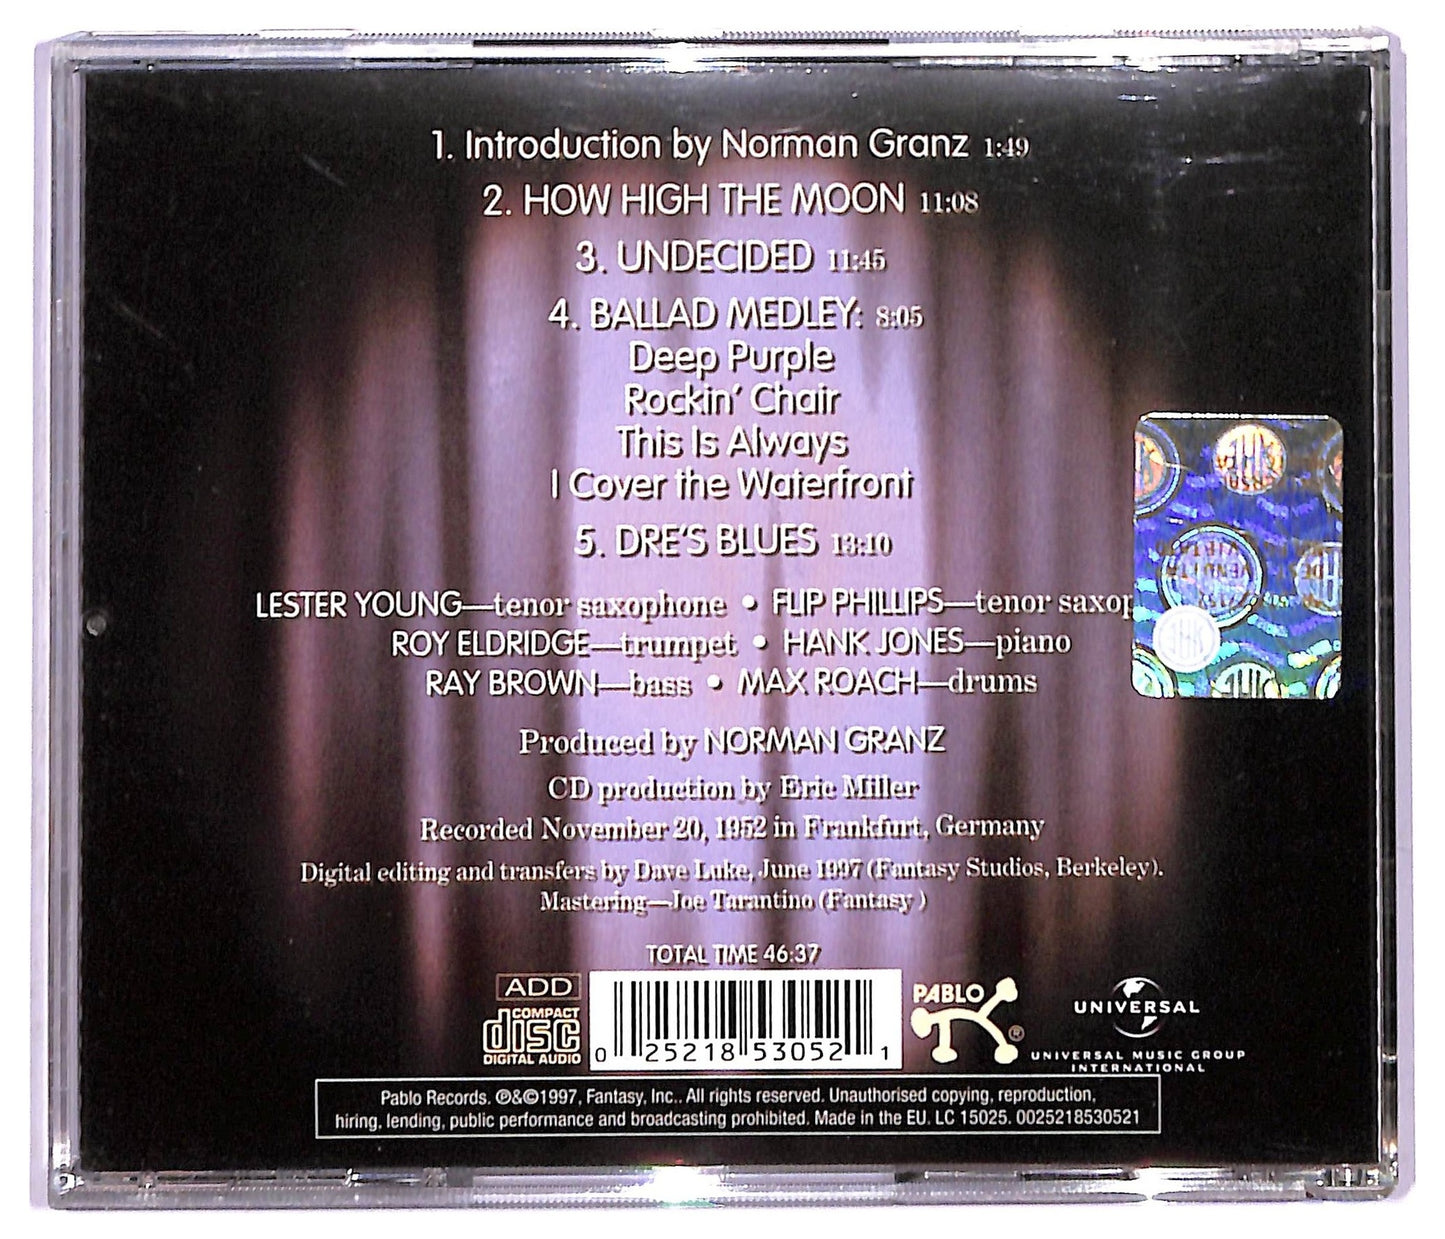 1. Introduction by Norman Granz 1:49
2. HOW HIGH THE MOON 11:08
3. UNDECIDED 11:45
4. BALLAD MEDLEY: 8:05
Deep Purple
Rockin' Chair
This Is Always
I Cover the Waterfront
5. DRE'S BLUES 13:10
LESTER YOUNG—tenor saxophone • FLIP PHILLIPS—tenor saxop
ROY ELDRIDGE—trumpet • HANK JONES—piano
RAY BROWN—bass • MAX ROACH—drums
Produced by NORMAN GRANZ
CD production by Eric Miller
Recorded November 20, 1952 in Frankfurt, Germany
Digital editing and transfers by Dave Luke, June 1997 (Fantasy Studios, Berkeley).
Mastering—Joe Tarantino (Fantasy )
TOTAL TIME 46:37
ADD
COMPACT
disc
DIGITAL AUDIO
0 25218 53052 1
PABLO
®
UNIVERSAL
UNIVERSAL MUSIC GROUP
INTERNATIONAL
Pablo Records. ℗&©1997, Fantasy, Inc.. All rights reserved. Unauthorised copying, reproduction,
hiring, lending, public performance and broadcasting prohibited. Made in the EU. LC 15025. 0025218530521